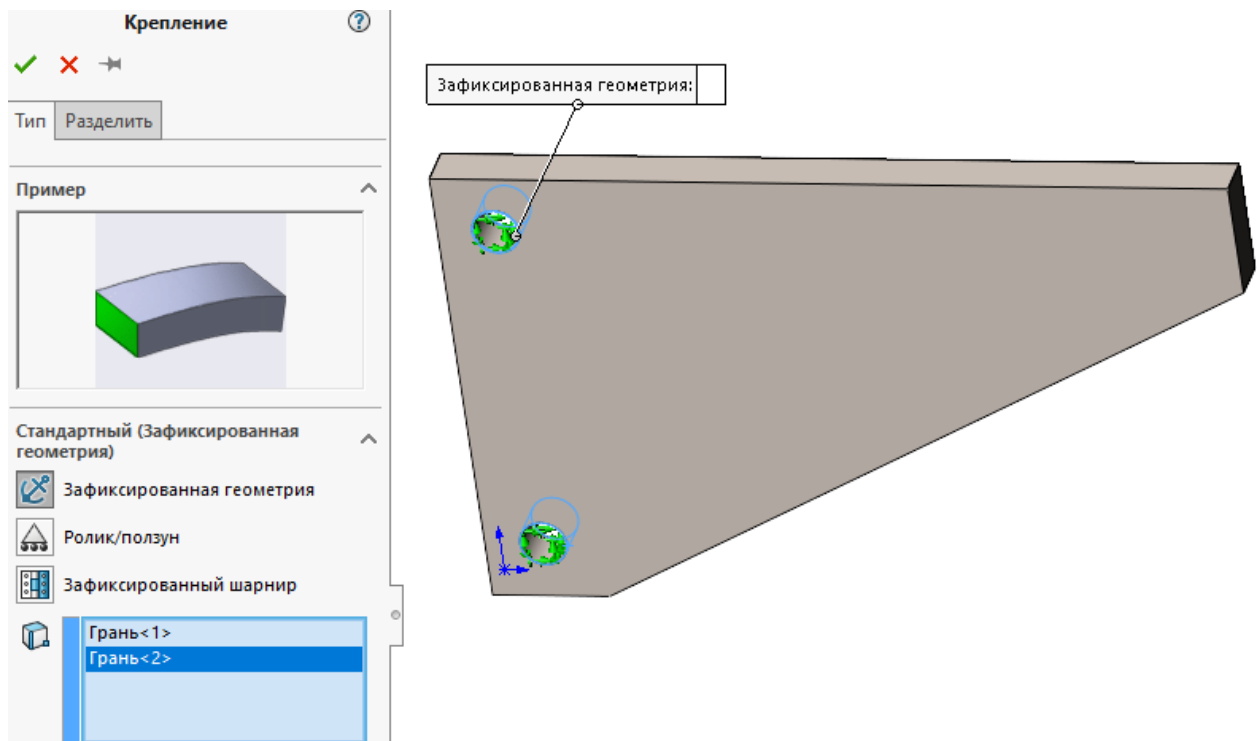 Крепление
Тип
Разделить
Зафиксированная геометрия:
Пример
Стандартный (Зафиксированная
геометрия)
Зафиксированная геометрия
Ролик/ползун
Зафиксированный шарнир
Грань<1>
Грань<2>